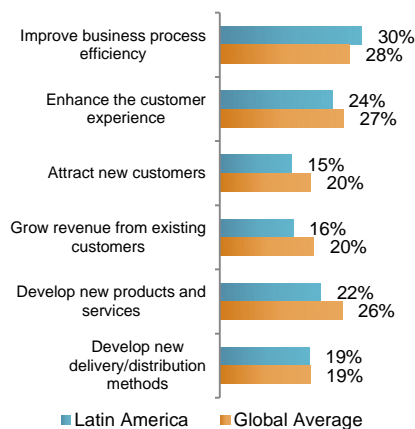 Improve business process
efficiency
30%
28%
Enhance the customer
experience
24%
27%
Attract new customers
15%
20%
Grow revenue from existing
customers
16%
20%
Develop new products and
services
22%
26%
Develop new
delivery/distribution
methods
19%
19%
Latin America
Global Average